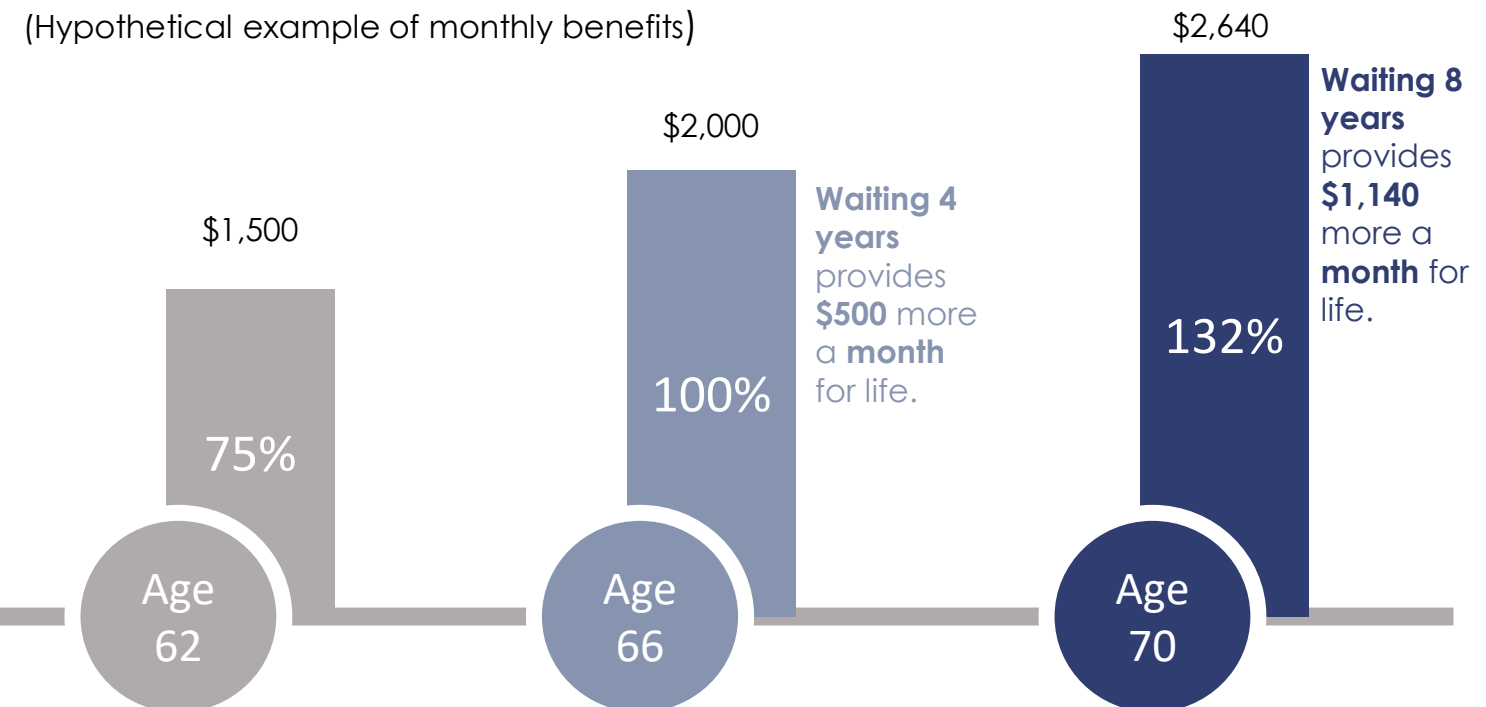 (Hypothetical example of monthly benefits)
$1,500
75%
Age
62
$2,000
100%
Waiting 4
years
provides
$500 more
a month
for life.
Age
66
$2,640
132%
Waiting 8
years
provides
$1,140
more a
month for
life.
Age
70